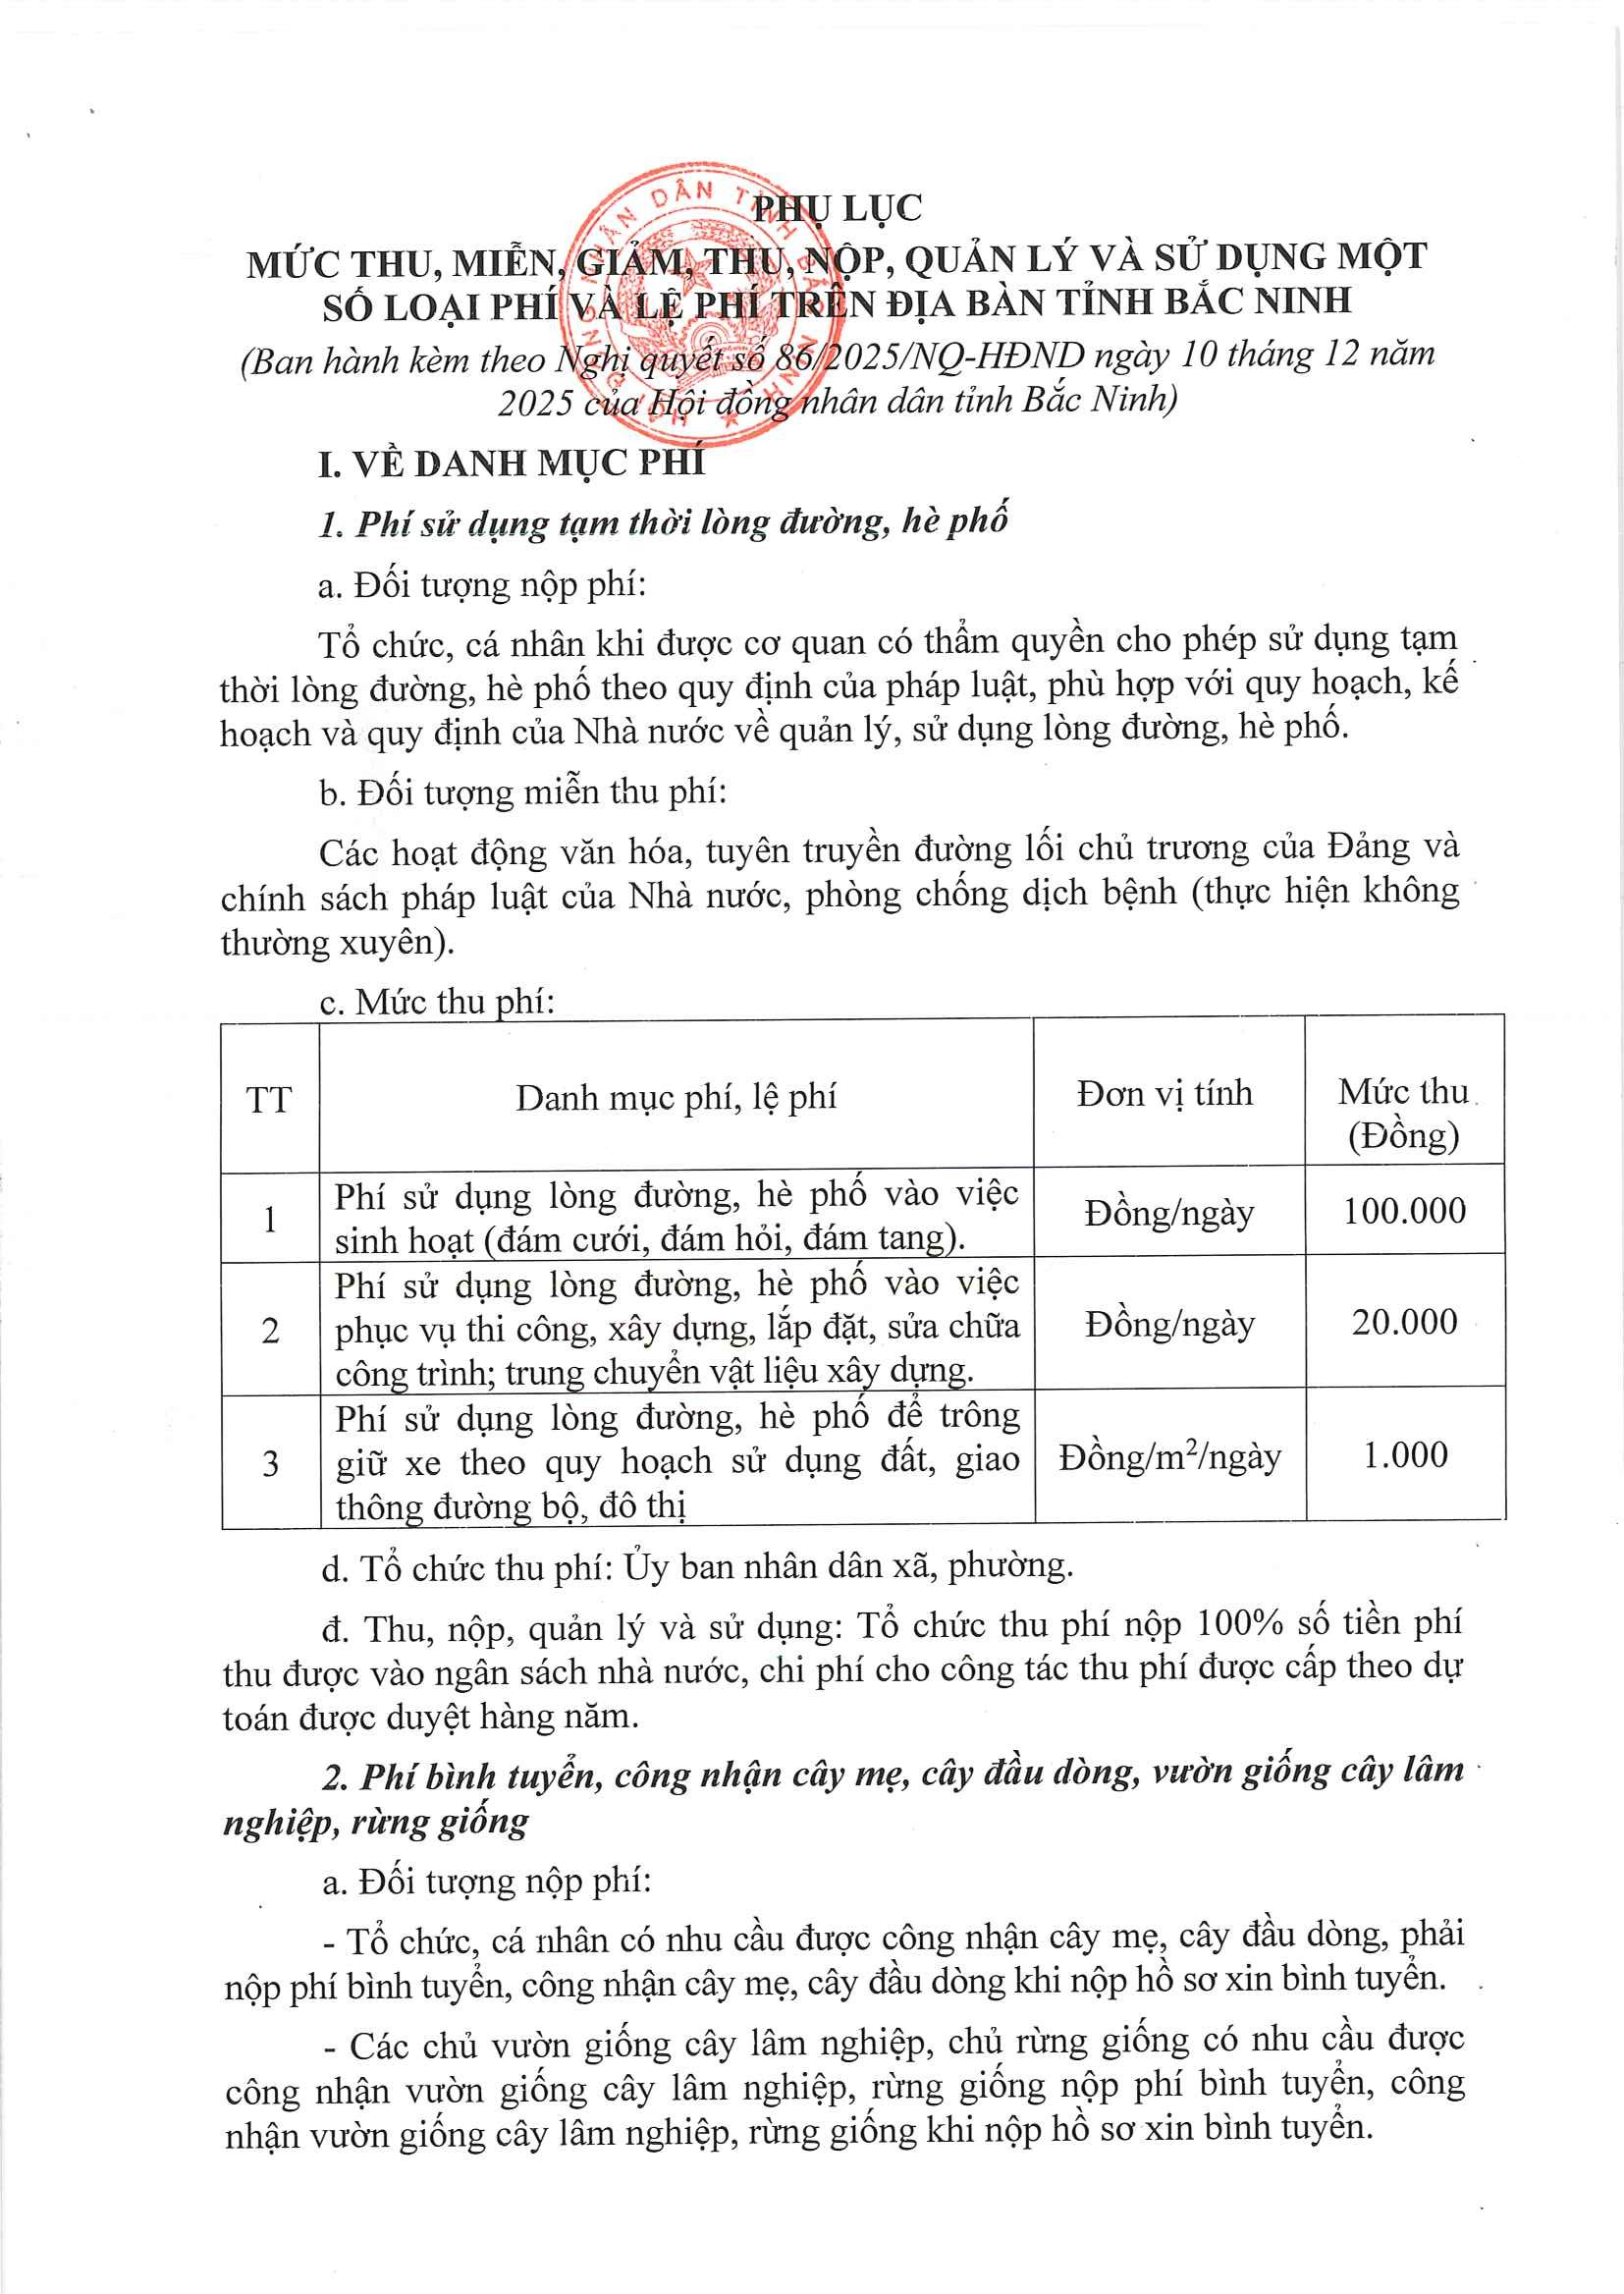 PHỤ LỤC
MỨC THU, MIỄN, GIẢM, THU, NỘP, QUẢN LÝ VÀ SỬ DỤNG MỘT
SỐ LOẠI PHÍ VÀ LỆ PHÍ TRÊN ĐỊA BÀN TỈNH BẮC NINH
(Ban hành kèm theo Nghị quyết số 86/2025/NQ-HĐND ngày 10 tháng 12 năm
2025 của Hội đồng nhân dân tỉnh Bắc Ninh)
HỘI ĐỒNG NHÂN DÂN TỈNH BẮC NINH
I. VỀ DANH MỤC PHÍ
1. Phí sử dụng tạm thời lòng đường, hè phố
a. Đối tượng nộp phí:
Tổ chức, cá nhân khi được cơ quan có thẩm quyền cho phép sử dụng tạm
thời lòng đường, hè phố theo quy định của pháp luật, phù hợp với quy hoạch, kế
hoạch và quy định của Nhà nước về quản lý, sử dụng lòng đường, hè phố.
b. Đối tượng miễn thu phí:
Các hoạt động văn hóa, tuyên truyền đường lối chủ trương của Đảng và
chính sách pháp luật của Nhà nước, phòng chống dịch bệnh (thực hiện không
thường xuyên).
c. Mức thu phí:
TT Danh mục phí, lệ phí Đơn vị tính Mức thu
(Đồng)
1 Phí sử dụng lòng đường, hè phố vào việc
sinh hoạt (đám cưới, đám hỏi, đám tang). Đồng/ngày 100.000
Phí sử dụng lòng đường, hè phố vào việc
2 phục vụ thi công, xây dựng, lắp đặt, sửa chữa Đồng/ngày 20.000
công trình; trung chuyển vật liệu xây dựng.
Phí sử dụng lòng đường, hè phố để trông
3 giữ xe theo quy hoạch sử dụng đất, giao Đồng/m²/ngày 1.000
thông đường bộ, đô thị
d. Tổ chức thu phí: Ủy ban nhân dân xã, phường.
đ. Thu, nộp, quản lý và sử dụng: Tổ chức thu phí nộp 100% số tiền phí
thu được vào ngân sách nhà nước, chi phí cho công tác thu phí được cấp theo dự
toán được duyệt hàng năm.
2. Phí bình tuyển, công nhận cây mẹ, cây đầu dòng, vườn giống cây lâm
nghiệp, rừng giống
a. Đối tượng nộp phí:
- Tổ chức, cá nhân có nhu cầu được công nhận cây mẹ, cây đầu dòng, phải
nộp phí bình tuyển, công nhận cây mẹ, cây đầu dòng khi nộp hồ sơ xin bình tuyển.
- Các chủ vườn giống cây lâm nghiệp, chủ rừng giống có nhu cầu được
công nhận vườn giống cây lâm nghiệp, rừng giống nộp phí bình tuyển, công
nhận vườn giống cây lâm nghiệp, rừng giống khi nộp hồ sơ xin bình tuyển.